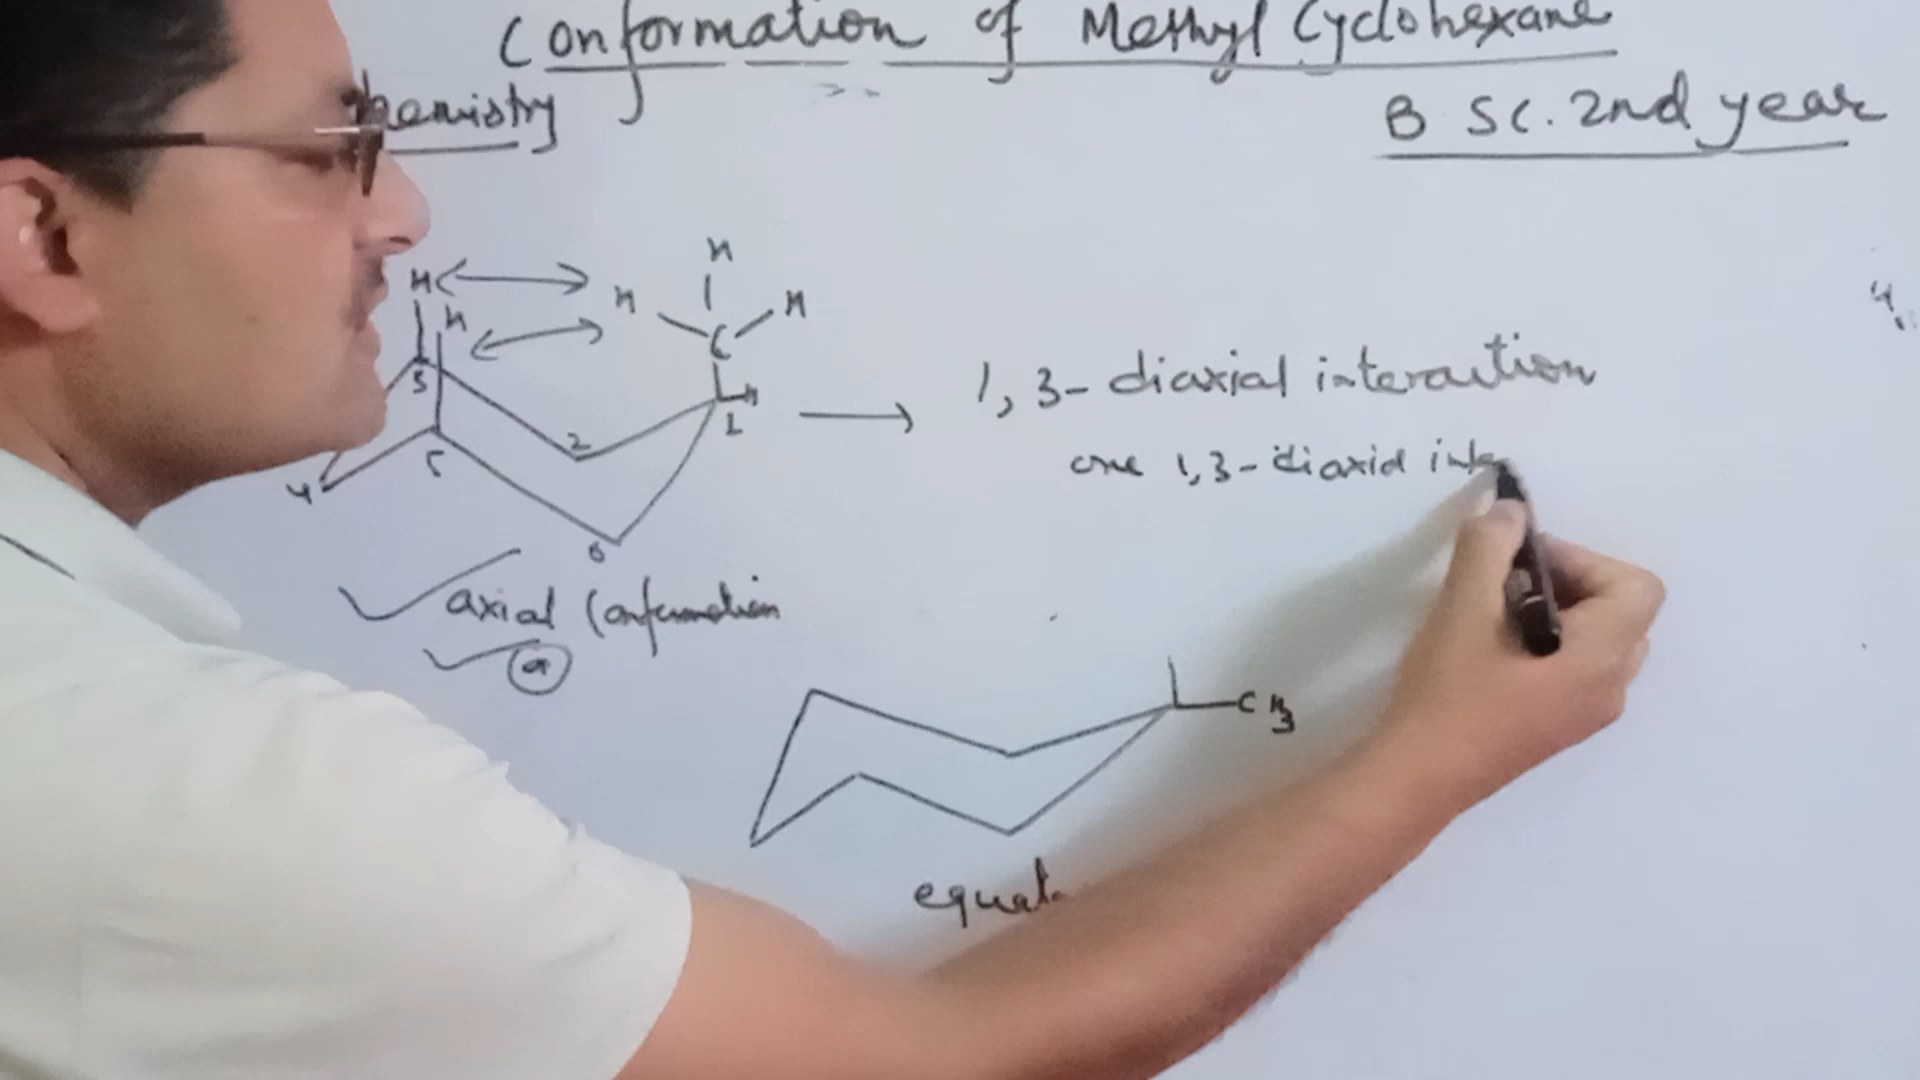 Conformation of Methyl Cyclohexane
hemistry
B SC. 2nd year
H
H
H
H
H
C
H
3
2
1
4
5
6
1, 3- diaxial interaction
one 1,3-diaxial inte
axial Conformation
a
CH3
equat